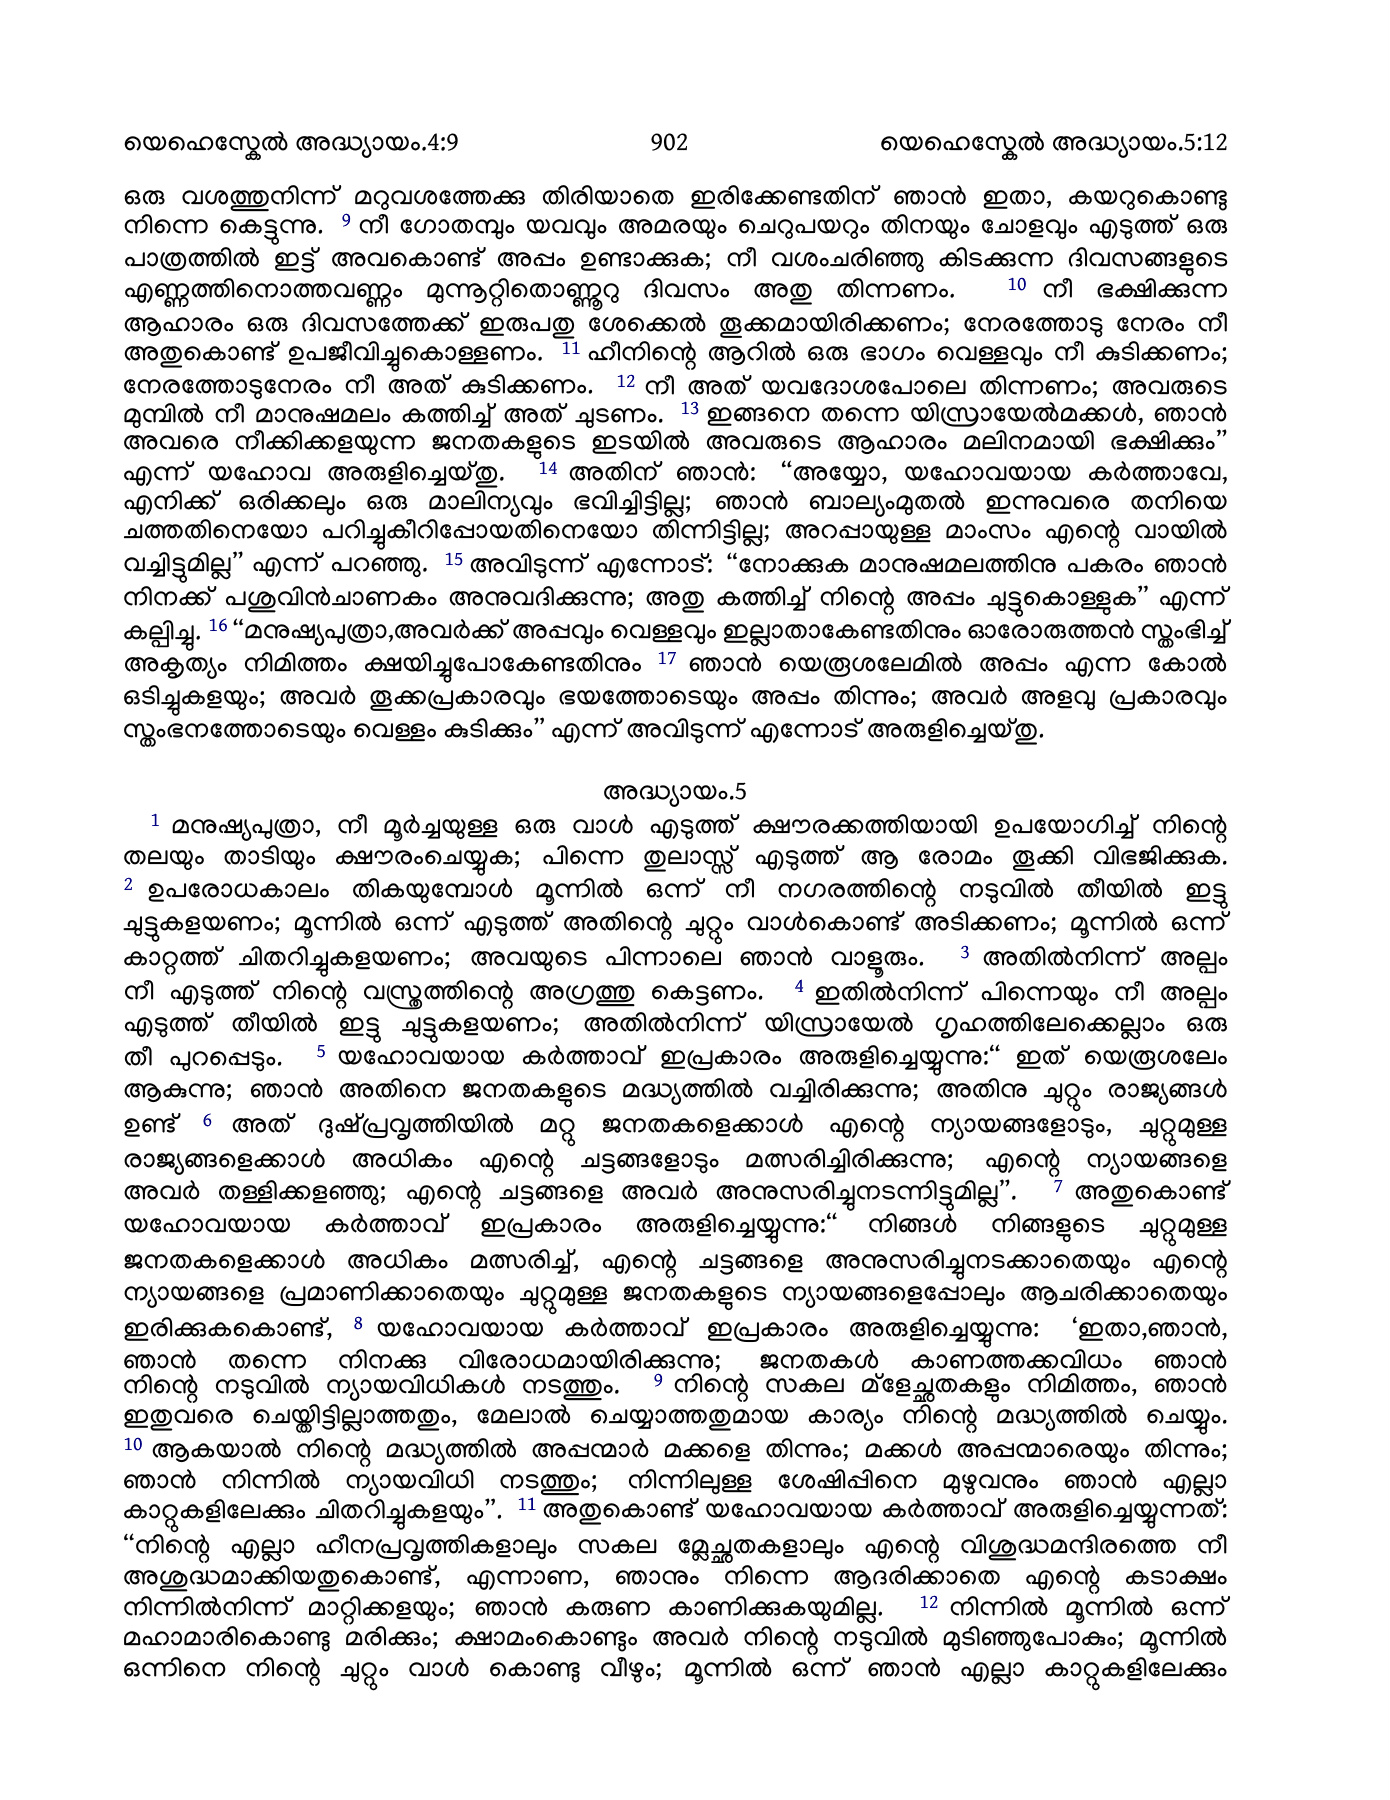 യെഹെസ്കേൽ അദ്ധ്യായം.4:9 902 യെഹെസ്കേൽ അദ്ധ്യായം.5:12
ഒരു വശത്തുനിന്ന് മറുവശത്തേക്കു തിരിയാതെ ഇരിക്കേണ്ടതിന് ഞാൻ ഇതാ, കയറുകൊണ്ടു
നിന്നെ കെട്ടുന്നു. 9 നീ ഗോതമ്പും യവവും അമരയും ചെറുപയറും തിനയും ചോളവും എടുത്ത് ഒരു
പാത്രത്തിൽ ഇട്ട് അവകൊണ്ട് അപ്പം ഉണ്ടാക്കുക; നീ വശംചരിഞ്ഞു കിടക്കുന്ന ദിവസങ്ങളുടെ
എണ്ണത്തിനൊത്തവണ്ണം മുന്നൂറ്റിതൊണ്ണൂറു ദിവസം അതു തിന്നണം. 10 നീ ഭക്ഷിക്കുന്ന
ആഹാരം ഒരു ദിവസത്തേക്ക് ഇരുപതു ശേക്കെൽ തൂക്കമായിരിക്കണം; നേരത്തോടു നേരം നീ
അതുകൊണ്ട് ഉപജീവിച്ചുകൊള്ളണം. 11 ഹീനിന്റെ ആറിൽ ഒരു ഭാഗം വെള്ളവും നീ കുടിക്കണം;
നേരത്തോടുനേരം നീ അത് കുടിക്കണം. 12 നീ അത് യവദോശപോലെ തിന്നണം; അവരുടെ
മുമ്പിൽ നീ മാനുഷമലം കത്തിച്ച് അത് ചുടണം. 13 ഇങ്ങനെ തന്നെ യിസ്രായേൽമക്കൾ, ഞാൻ
അവരെ നീക്കിക്കളയുന്ന ജനതകളുടെ ഇടയിൽ അവരുടെ ആഹാരം മലിനമായി ഭക്ഷിക്കും”
എന്ന് യഹോവ അരുളിച്ചെയ്തു. 14 അതിന് ഞാൻ: “അയ്യോ, യഹോവയായ കർത്താവേ,
എനിക്ക് ഒരിക്കലും ഒരു മാലിന്യവും ഭവിച്ചിട്ടില്ല; ഞാൻ ബാല്യംമുതൽ ഇന്നുവരെ തനിയെ
ചത്തതിനെയോ പറിച്ചുകീറിപ്പോയതിനെയോ തിന്നിട്ടില്ല; അറപ്പായുള്ള മാംസം എന്റെ വായിൽ
വച്ചിട്ടുമില്ല” എന്ന് പറഞ്ഞു. 15 അവിടുന്ന് എന്നോട്: “നോക്കുക മാനുഷമലത്തിനു പകരം ഞാൻ
നിനക്ക് പശുവിൻചാണകം അനുവദിക്കുന്നു; അതു കത്തിച്ച് നിന്റെ അപ്പം ചുട്ടുകൊള്ളുക” എന്ന്
കല്പിച്ചു. 16 “മനുഷ്യപുത്രാ,അവർക്ക് അപ്പവും വെള്ളവും ഇല്ലാതാകേണ്ടതിനും ഓരോരുത്തൻ സ്തംഭിച്ച്
അകൃത്യം നിമിത്തം ക്ഷയിച്ചുപോകേണ്ടതിനും 17 ഞാൻ യെരൂശലേമിൽ അപ്പം എന്ന കോൽ
ഒടിച്ചുകളയും; അവർ തൂക്കപ്രകാരവും ഭയത്തോടെയും അപ്പം തിന്നും; അവർ അളവു പ്രകാരവും
സ്തംഭനത്തോടെയും വെള്ളം കുടിക്കും” എന്ന് അവിടുന്ന് എന്നോട് അരുളിച്ചെയ്തു.
അദ്ധ്യായം.5
1 മനുഷ്യപുത്രാ, നീ മൂർച്ചയുള്ള ഒരു വാൾ എടുത്ത് ക്ഷൗരക്കത്തിയായി ഉപയോഗിച്ച് നിന്റെ
തലയും താടിയും ക്ഷൗരംചെയ്യുക; പിന്നെ തുലാസ്സ് എടുത്ത് ആ രോമം തൂക്കി വിഭജിക്കുക.
2 ഉപരോധകാലം തികയുമ്പോൾ മൂന്നിൽ ഒന്ന് നീ നഗരത്തിന്റെ നടുവിൽ തീയിൽ ഇട്ടു
ചുട്ടുകളയണം; മൂന്നിൽ ഒന്ന് എടുത്ത് അതിന്റെ ചുറ്റും വാൾകൊണ്ട് അടിക്കണം; മൂന്നിൽ ഒന്ന്
കാറ്റത്ത് ചിതറിച്ചുകളയണം; അവയുടെ പിന്നാലെ ഞാൻ വാളൂരും. 3 അതിൽനിന്ന് അല്പം
നീ എടുത്ത് നിന്റെ വസ്ത്രത്തിന്റെ അഗ്രത്തു കെട്ടണം. 4 ഇതിൽനിന്ന് പിന്നെയും നീ അല്പം
എടുത്ത് തീയിൽ ഇട്ടു ചുട്ടുകളയണം; അതിൽനിന്ന് യിസ്രായേൽ ഗൃഹത്തിലേക്കെല്ലാം ഒരു
തീ പുറപ്പെടും. 5 യഹോവയായ കർത്താവ് ഇപ്രകാരം അരുളിച്ചെയ്യുന്നു:“ ഇത് യെരൂശലേം
ആകുന്നു; ഞാൻ അതിനെ ജനതകളുടെ മദ്ധ്യത്തിൽ വച്ചിരിക്കുന്നു; അതിനു ചുറ്റും രാജ്യങ്ങൾ
ഉണ്ട് 6 അത് ദുഷ്‌പ്രവൃത്തിയിൽ മറ്റു ജനതകളെക്കാൾ എന്റെ ന്യായങ്ങളോടും, ചുറ്റുമുള്ള
രാജ്യങ്ങളെക്കാൾ അധികം എന്റെ ചട്ടങ്ങളോടും മത്സരിച്ചിരിക്കുന്നു; എന്റെ ന്യായങ്ങളെ
അവർ തള്ളിക്കളഞ്ഞു; എന്റെ ചട്ടങ്ങളെ അവർ അനുസരിച്ചുനടന്നിട്ടുമില്ല”. 7 അതുകൊണ്ട്
യഹോവയായ കർത്താവ് ഇപ്രകാരം അരുളിച്ചെയ്യുന്നു:“ നിങ്ങൾ നിങ്ങളുടെ ചുറ്റുമുള്ള
ജനതകളെക്കാൾ അധികം മത്സരിച്ച്, എന്റെ ചട്ടങ്ങളെ അനുസരിച്ചുനടക്കാതെയും എന്റെ
ന്യായങ്ങളെ പ്രമാണിക്കാതെയും ചുറ്റുമുള്ള ജനതകളുടെ ന്യായങ്ങളെപ്പോലും ആചരിക്കാതെയും
ഇരിക്കുകകൊണ്ട്, 8 യഹോവയായ കർത്താവ് ഇപ്രകാരം അരുളിച്ചെയ്യുന്നു: ‘ഇതാ,ഞാൻ,
ഞാൻ തന്നെ നിനക്കു വിരോധമായിരിക്കുന്നു; ജനതകൾ കാണത്തക്കവിധം ഞാൻ
നിന്റെ നടുവിൽ ന്യായവിധികൾ നടത്തും. 9 നിന്റെ സകല മ്‌ളേച്ഛതകളും നിമിത്തം, ഞാൻ
ഇതുവരെ ചെയ്തിട്ടില്ലാത്തതും, മേലാൽ ചെയ്യാത്തതുമായ കാര്യം നിന്റെ മദ്ധ്യത്തിൽ ചെയ്യും.
10 ആകയാൽ നിന്റെ മദ്ധ്യത്തിൽ അപ്പന്മാർ മക്കളെ തിന്നും; മക്കൾ അപ്പന്മാരെയും തിന്നും;
ഞാൻ നിന്നിൽ ന്യായവിധി നടത്തും; നിന്നിലുള്ള ശേഷിപ്പിനെ മുഴുവനും ഞാൻ എല്ലാ
കാറ്റുകളിലേക്കും ചിതറിച്ചുകളയും”. 11 അതുകൊണ്ട് യഹോവയായ കർത്താവ് അരുളിച്ചെയ്യുന്നത്:
“നിന്റെ എല്ലാ ഹീനപ്രവൃത്തികളാലും സകല മ്ലേച്ഛതകളാലും എന്റെ വിശുദ്ധമന്ദിരത്തെ നീ
അശുദ്ധമാക്കിയതുകൊണ്ട്, എന്നാണ, ഞാനും നിന്നെ ആദരിക്കാതെ എന്റെ കടാക്ഷം
നിന്നിൽനിന്ന് മാറ്റിക്കളയും; ഞാൻ കരുണ കാണിക്കുകയുമില്ല. 12 നിന്നിൽ മൂന്നിൽ ഒന്ന്
മഹാമാരികൊണ്ടു മരിക്കും; ക്ഷാമംകൊണ്ടും അവർ നിന്റെ നടുവിൽ മുടിഞ്ഞുപോകും; മൂന്നിൽ
ഒന്നിനെ നിന്റെ ചുറ്റും വാൾ കൊണ്ടു വീഴും; മൂന്നിൽ ഒന്ന് ഞാൻ എല്ലാ കാറ്റുകളിലേക്കും